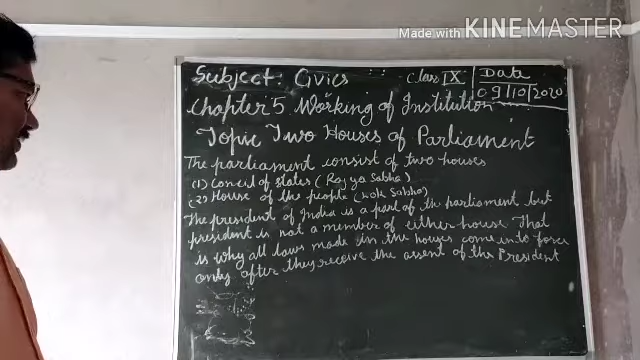 Made with KINEMASTER
Subject: Civics
Class IX
Data
09/10/2020
Chapter 5 Working of Institution
Topic Two Houses of Parliament
The parliament consist of two houses
(1) Concil of states (Rajya Sabha)
(2) House of the people (Lok Sabha)
The president of India is a part of th parliament but
president is not a member of either house That
is why all laws made in the houses come into force
only after they receive the assent of the President